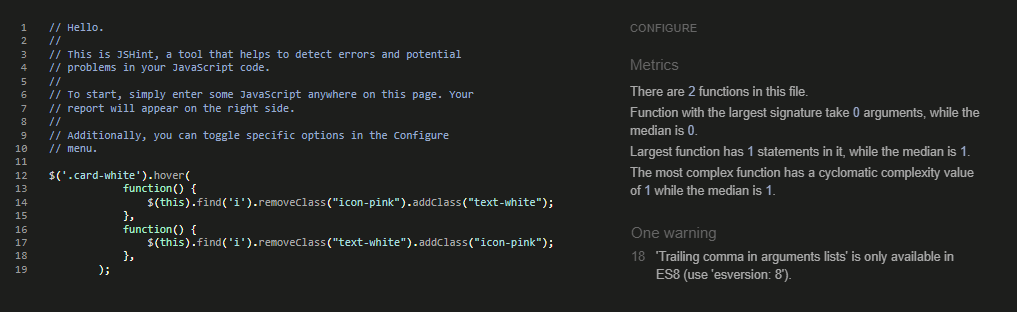 1 // Hello.
2 //
3 // This is JSHint, a tool that helps to detect errors and potential
4 // problems in your JavaScript code.
5 //
6 // To start, simply enter some JavaScript anywhere on this page. Your
7 // report will appear on the right side.
8 //
9 // Additionally, you can toggle specific options in the Configure
10 // menu.
11
12 $('.card-white').hover(
13 function() {
14 $(this).find('i').removeClass("icon-pink").addClass("text-white");
15 },
16 function() {
17 $(this).find('i').removeClass("text-white").addClass("icon-pink");
18 },
19 );
CONFIGURE
Metrics
There are 2 functions in this file.
Function with the largest signature take 0 arguments, while the
median is 0.
Largest function has 1 statements in it, while the median is 1.
The most complex function has a cyclomatic complexity value
of 1 while the median is 1.
One warning
18 'Trailing comma in arguments lists' is only available in
ES8 (use 'esversion: 8').